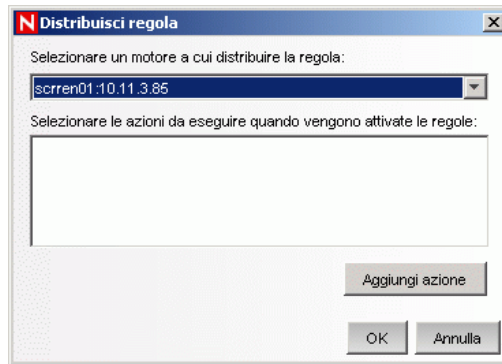 N Distribuisci regola
Selezionare un motore a cui distribuire la regola:
scrren01:10.11.3.85
Selezionare le azioni da eseguire quando vengono attivate le regole:
Aggiungi azione
OK Annulla